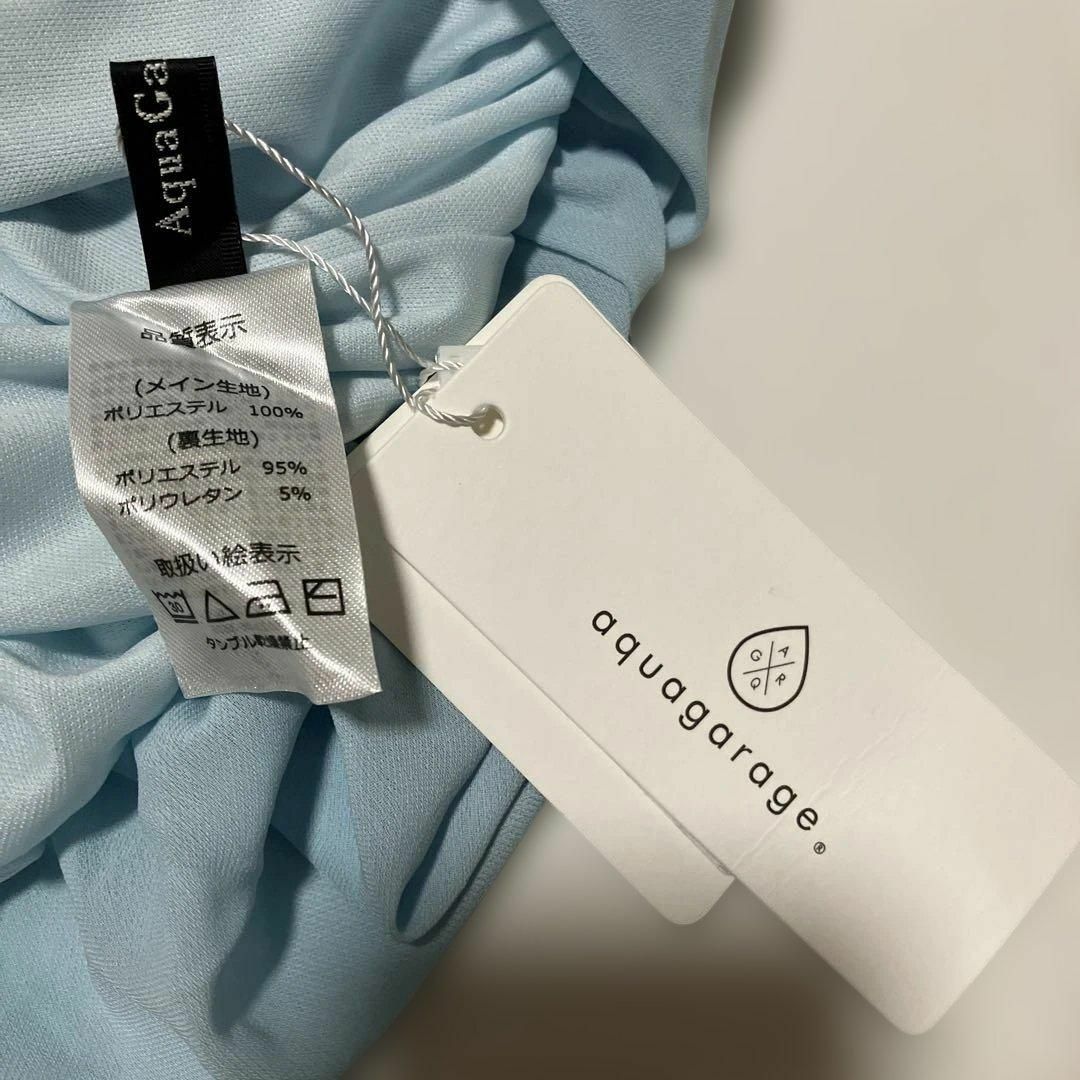 Aqua Ga
品質表示
(メイン生地)
ポリエステル 100%
(裏生地)
ポリエステル 95%
ポリウレタン 5%
取扱い絵表示
30
タンブル乾燥禁止
G A
Q R
aquagarage®